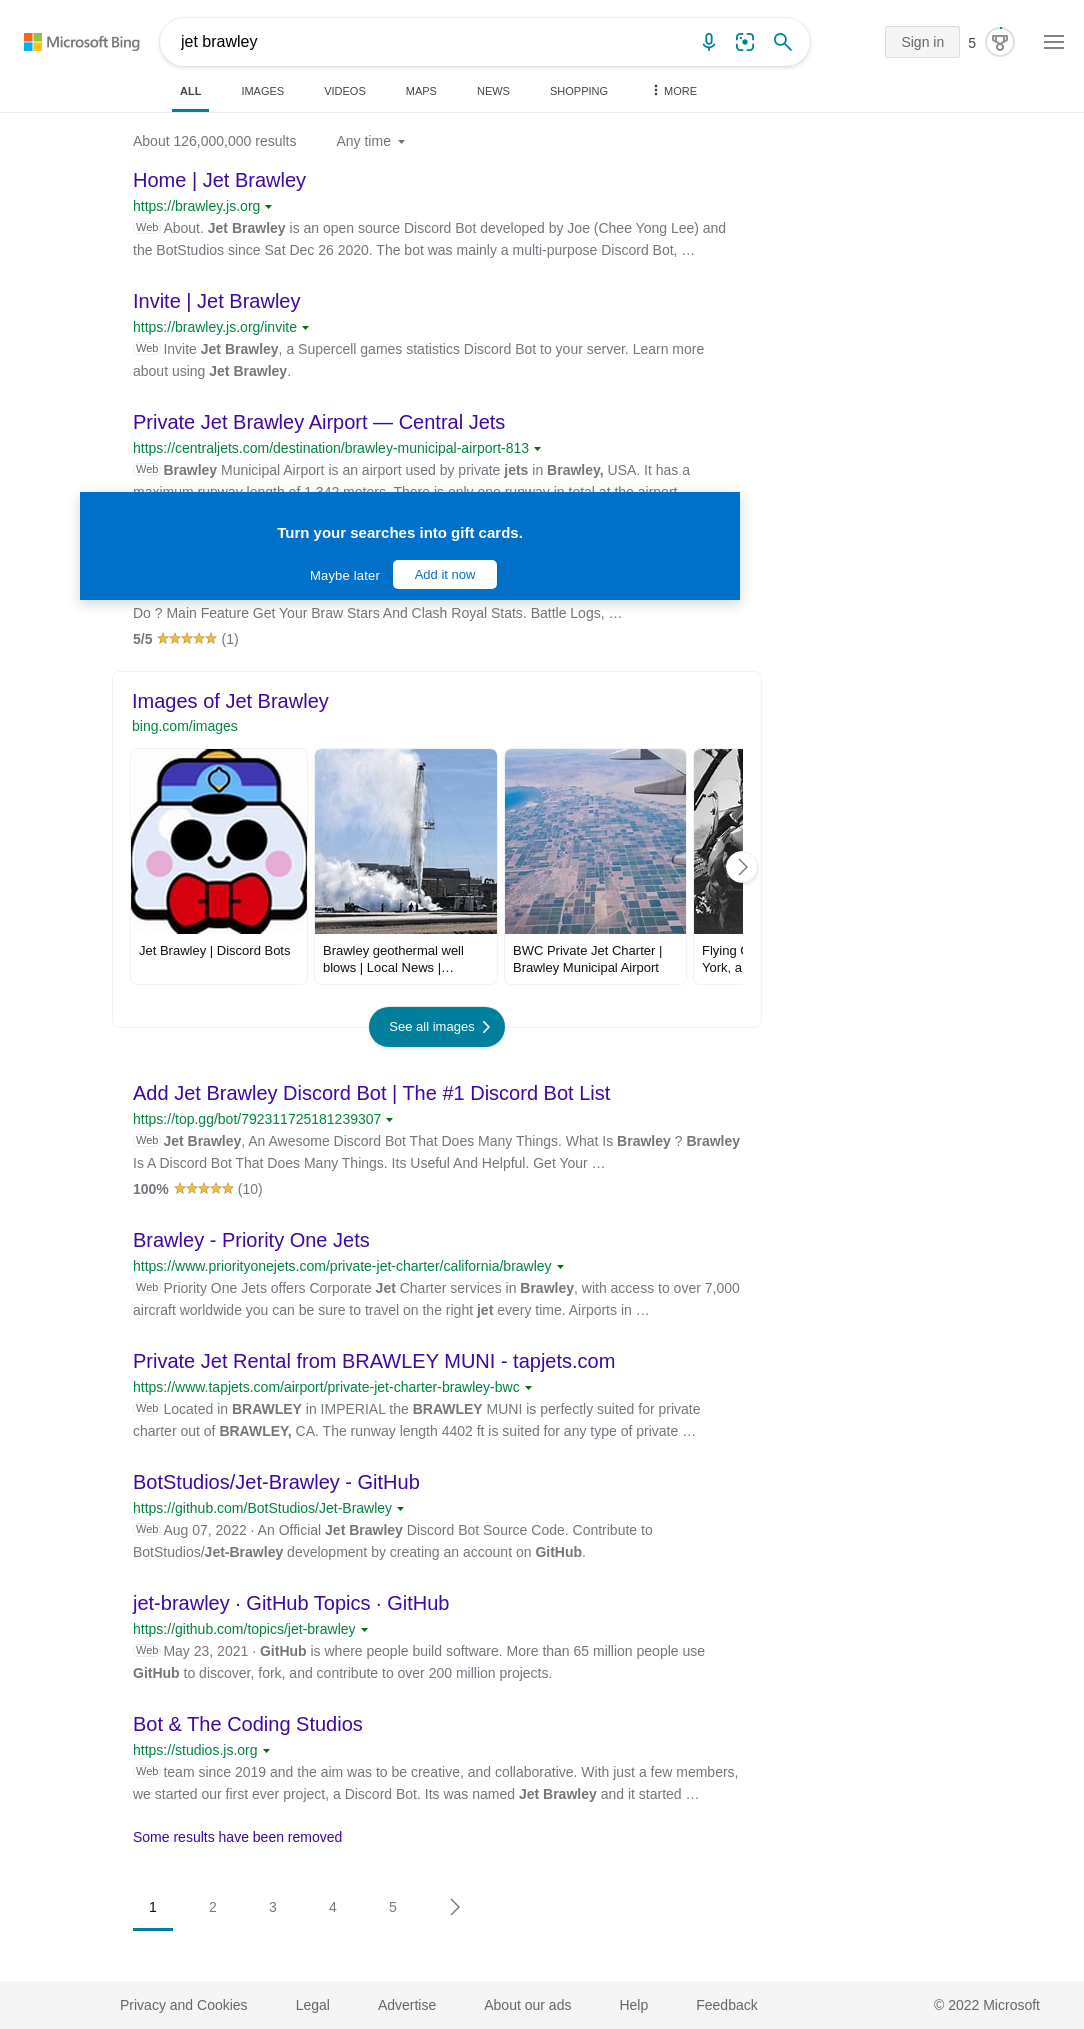 Microsoft Bing
jet brawley
Sign in
5
ALL
IMAGES
VIDEOS
MAPS
NEWS
SHOPPING
MORE
About 126,000,000 results
Any time
Home | Jet Brawley
https://brawley.js.org
Web About. Jet Brawley is an open source Discord Bot developed by Joe (Chee Yong Lee) and
the BotStudios since Sat Dec 26 2020. The bot was mainly a multi-purpose Discord Bot, …
Invite | Jet Brawley
https://brawley.js.org/invite
Web Invite Jet Brawley, a Supercell games statistics Discord Bot to your server. Learn more
about using Jet Brawley.
Private Jet Brawley Airport — Central Jets
https://centraljets.com/destination/brawley-municipal-airport-813
Web Brawley Municipal Airport is an airport used by private jets in Brawley, USA. It has a
maximum runway length of 1,342 meters. There is only one runway in total at the airport
Turn your searches into gift cards.
Maybe later
Add it now
Do ? Main Feature Get Your Braw Stars And Clash Royal Stats. Battle Logs, …
5/5 (1)
Images of Jet Brawley
bing.com/images
Jet Brawley | Discord Bots
Brawley geothermal well
blows | Local News |…
BWC Private Jet Charter |
Brawley Municipal Airport
Flying
York, a
See all images
Add Jet Brawley Discord Bot | The #1 Discord Bot List
https://top.gg/bot/792311725181239307
Web Jet Brawley, An Awesome Discord Bot That Does Many Things. What Is Brawley ? Brawley
Is A Discord Bot That Does Many Things. Its Useful And Helpful. Get Your …
100% (10)
Brawley - Priority One Jets
https://www.priorityonejets.com/private-jet-charter/california/brawley
Web Priority One Jets offers Corporate Jet Charter services in Brawley, with access to over 7,000
aircraft worldwide you can be sure to travel on the right jet every time. Airports in …
Private Jet Rental from BRAWLEY MUNI - tapjets.com
https://www.tapjets.com/airport/private-jet-charter-brawley-bwc
Web Located in BRAWLEY in IMPERIAL the BRAWLEY MUNI is perfectly suited for private
charter out of BRAWLEY, CA. The runway length 4402 ft is suited for any type of private …
BotStudios/Jet-Brawley - GitHub
https://github.com/BotStudios/Jet-Brawley
Web Aug 07, 2022 · An Official Jet Brawley Discord Bot Source Code. Contribute to
BotStudios/Jet-Brawley development by creating an account on GitHub.
jet-brawley · GitHub Topics · GitHub
https://github.com/topics/jet-brawley
Web May 23, 2021 · GitHub is where people build software. More than 65 million people use
GitHub to discover, fork, and contribute to over 200 million projects.
Bot & The Coding Studios
https://studios.js.org
Web team since 2019 and the aim was to be creative, and collaborative. With just a few members,
we started our first ever project, a Discord Bot. Its was named Jet Brawley and it started …
Some results have been removed
1
2
3
4
5
Privacy and Cookies
Legal
Advertise
About our ads
Help
Feedback
© 2022 Microsoft